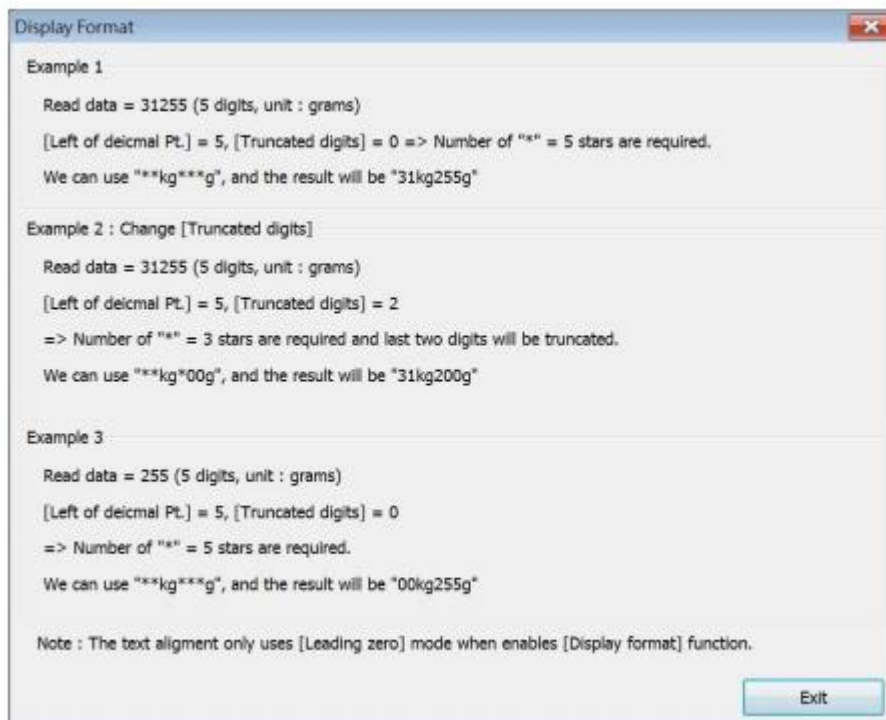 Display Format
Example 1
Read data = 31255 (5 digits, unit : grams)
[Left of deicmal Pt.] = 5, [Truncated digits] = 0 => Number of "*" = 5 stars are required.
We can use "**kg***g", and the result will be "31kg255g"
Example 2 : Change [Truncated digits]
Read data = 31255 (5 digits, unit : grams)
[Left of deicmal Pt.] = 5, [Truncated digits] = 2
=> Number of "*" = 3 stars are required and last two digits will be truncated.
We can use "**kg*00g", and the result will be "31kg200g"
Example 3
Read data = 255 (5 digits, unit : grams)
[Left of deicmal Pt.] = 5, [Truncated digits] = 0
=> Number of "*" = 5 stars are required.
We can use "**kg***g", and the result will be "00kg255g"
Note : The text aligment only uses [Leading zero] mode when enables [Display format] function.
Exit